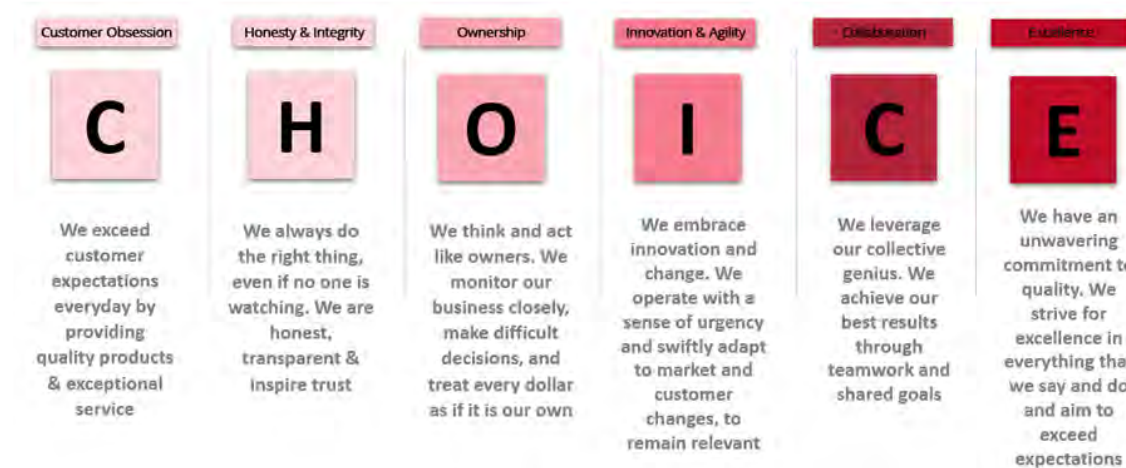 Customer Obsession
C
We exceed
customer
expectations
everyday by
providing
quality products
& exceptional
service
Honesty & Integrity
H
We always do
the right thing,
even if no one is
watching. We are
honest,
transparent &
inspire trust
Ownership
O
We think and act
like owners. We
monitor our
business closely,
make difficult
decisions, and
treat every dollar
as if it is our own
Innovation & Agility
I
We embrace
innovation and
change. We
operate with a
sense of urgency
and swiftly adapt
to market and
customer
changes, to
remain relevant
Collaboration
C
We leverage
our collective
genius. We
achieve our
best results
through
teamwork and
shared goals
Excellence
E
We have an
unwavering
commitment to
quality. We
strive for
excellence in
everything tha
we say and do
and aim to
exceed
expectations